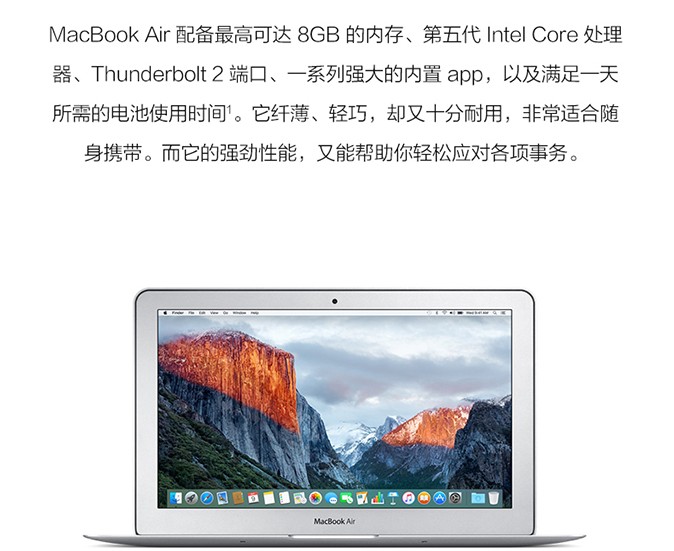 MacBook Air 配备最高可达 8GB 的内存、第五代 Intel Core 处理
器、Thunderbolt 2 端口、一系列强大的内置 app，以及满足一天
所需的电池使用时间¹。它纤薄、轻巧，却又十分耐用，非常适合随
身携带。而它的强劲性能，又能帮助你轻松应对各项事务。
Finder File Edit View Go Window Help Wed 9:41 AM
MacBook Air